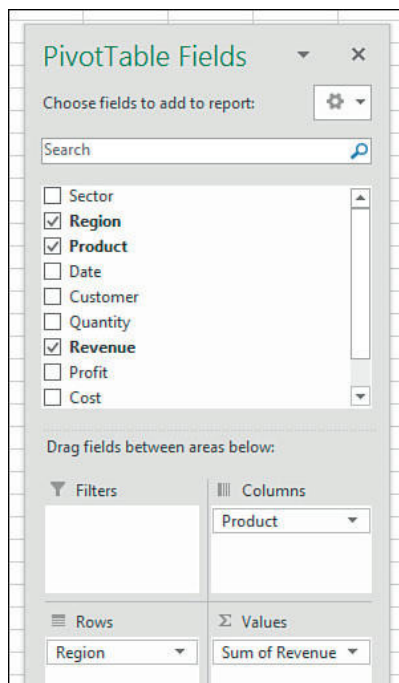 PivotTable Fields
Choose fields to add to report:
Search
Sector
Region
Product
Date
Customer
Quantity
Revenue
Profit
Cost
Drag fields between areas below:
Filters
Columns
Product
Rows
Σ Values
Region
Sum of Revenue